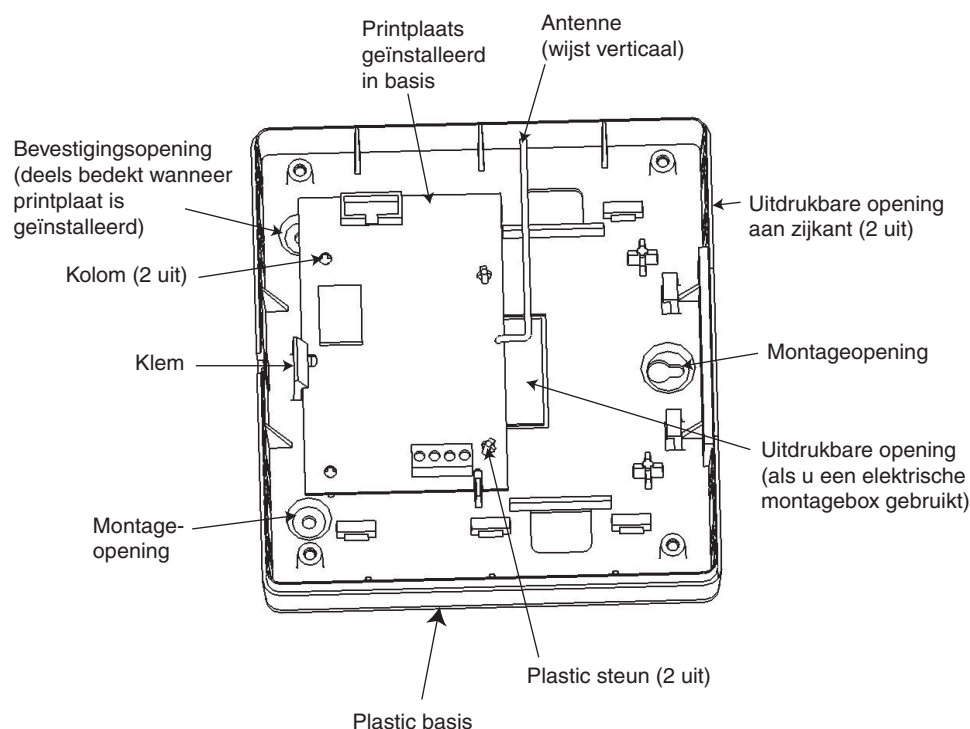 Printplaats
geïnstalleerd
in basis
Antenne
(wijst verticaal)
Bevestigingsopening
(deels bedekt wanneer
printplaat is
geïnstalleerd)
Uitdrukbare opening
aan zijkant (2 uit)
Kolom (2 uit)
Klem
Montageopening
Uitdrukbare opening
(als u een elektrische
montagebox gebruikt)
Montage-
opening
Plastic steun (2 uit)
Plastic basis